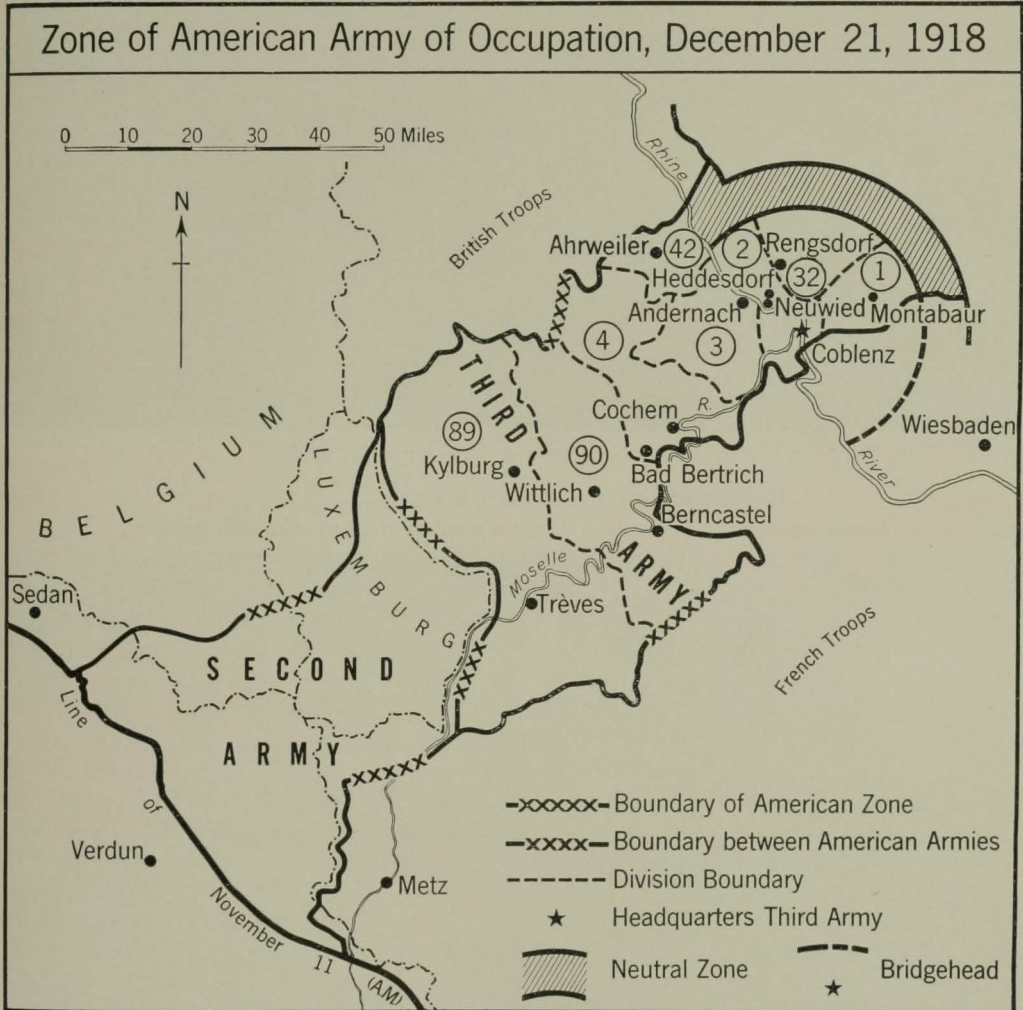 Zone of American Army of Occupation, December 21, 1918
0 10 20 30 40 50 Miles
N
Rhine
British Troops
Ahrweiler
42
2
Rengsdorf
Heddesdorf
32
1
Andernach
Neuwied
Montabaur
4
3
Coblenz
THIRD
Cochem
R.
Wiesbaden
89
90
River
Kylburg
Bad Bertrich
Wittlich
BELGIUM
LUXEMBURG
Berncastel
ARMY
Moselle
Sedan
Trèves
French Troops
SECOND
ARMY
Line
of
November
11
(A.M)
Verdun
Metz
Boundary of American Zone
Boundary between American Armies
Division Boundary
Headquarters Third Army
Neutral Zone
Bridgehead